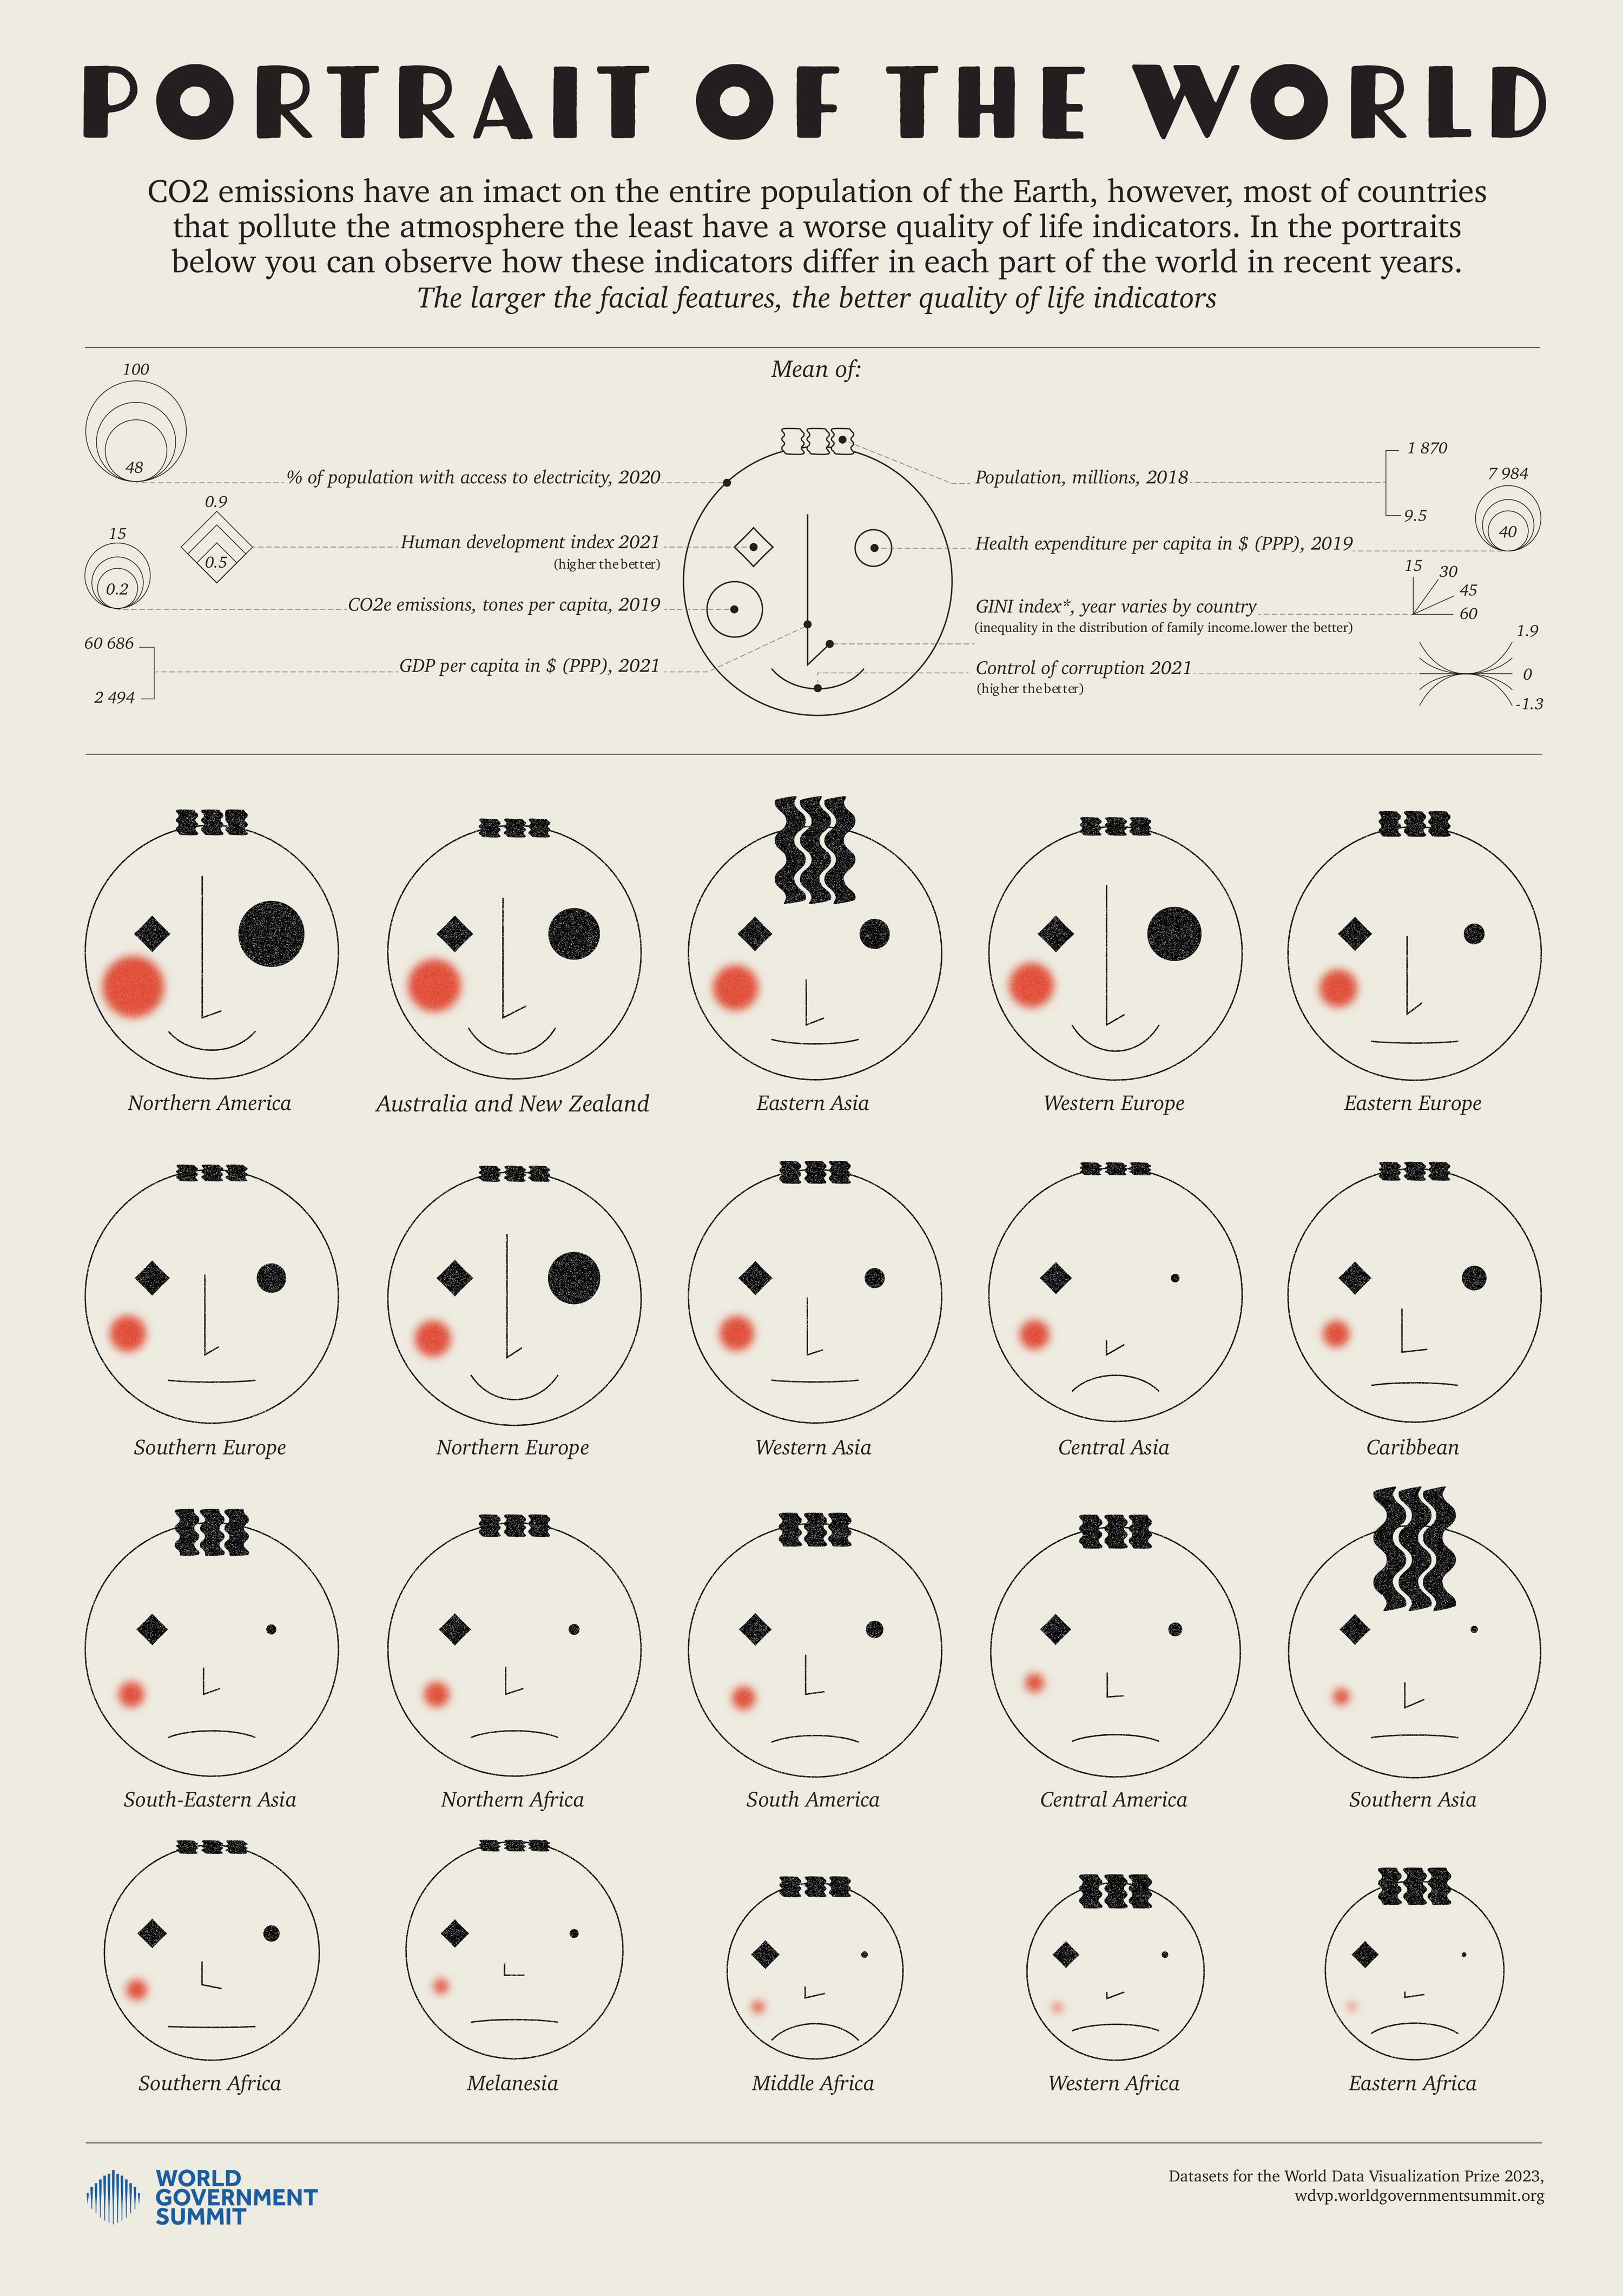 PORTRAIT OF THE WORLD
CO2 emissions have an imact on the entire population of the Earth, however, most of countries
that pollute the atmosphere the least have a worse quality of life indicators. In the portraits
below you can observe how these indicators differ in each part of the world in recent years.
The larger the facial features, the better quality of life indicators
Mean of:
100
48
% of population with access to electricity, 2020
0.9
0.5
Human development index 2021
(higher the better)
15
0.2
CO2e emissions, tones per capita, 2019
60 686
2 494
GDP per capita in $ (PPP), 2021
Population, millions, 2018
1 870
9.5
7 984
40
Health expenditure per capita in $ (PPP), 2019
15
30
45
60
GINI index*, year varies by country
(inequality in the distribution of family income.lower the better)
1.9
0
-1.3
Control of corruption 2021
(higher the better)
Northern America
Australia and New Zealand
Eastern Asia
Western Europe
Eastern Europe
Southern Europe
Northern Europe
Western Asia
Central Asia
Caribbean
South-Eastern Asia
Northern Africa
South America
Central America
Southern Asia
Southern Africa
Melanesia
Middle Africa
Western Africa
Eastern Africa
WORLD
GOVERNMENT
SUMMIT
Datasets for the World Data Visualization Prize 2023,
wdvp.worldgovernmentsummit.org